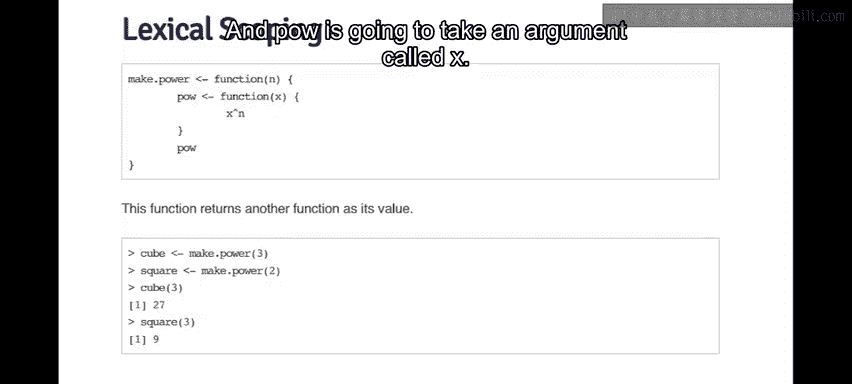 Lexical Scoping
And pow is going to take an argument
called x.
make.power <- function(n) {
pow <- function(x) {
x^n
}
pow
}
This function returns another function as its value.
> cube <- make.power(3)
> square <- make.power(2)
> cube(3)
[1] 27
> square(3)
[1] 9